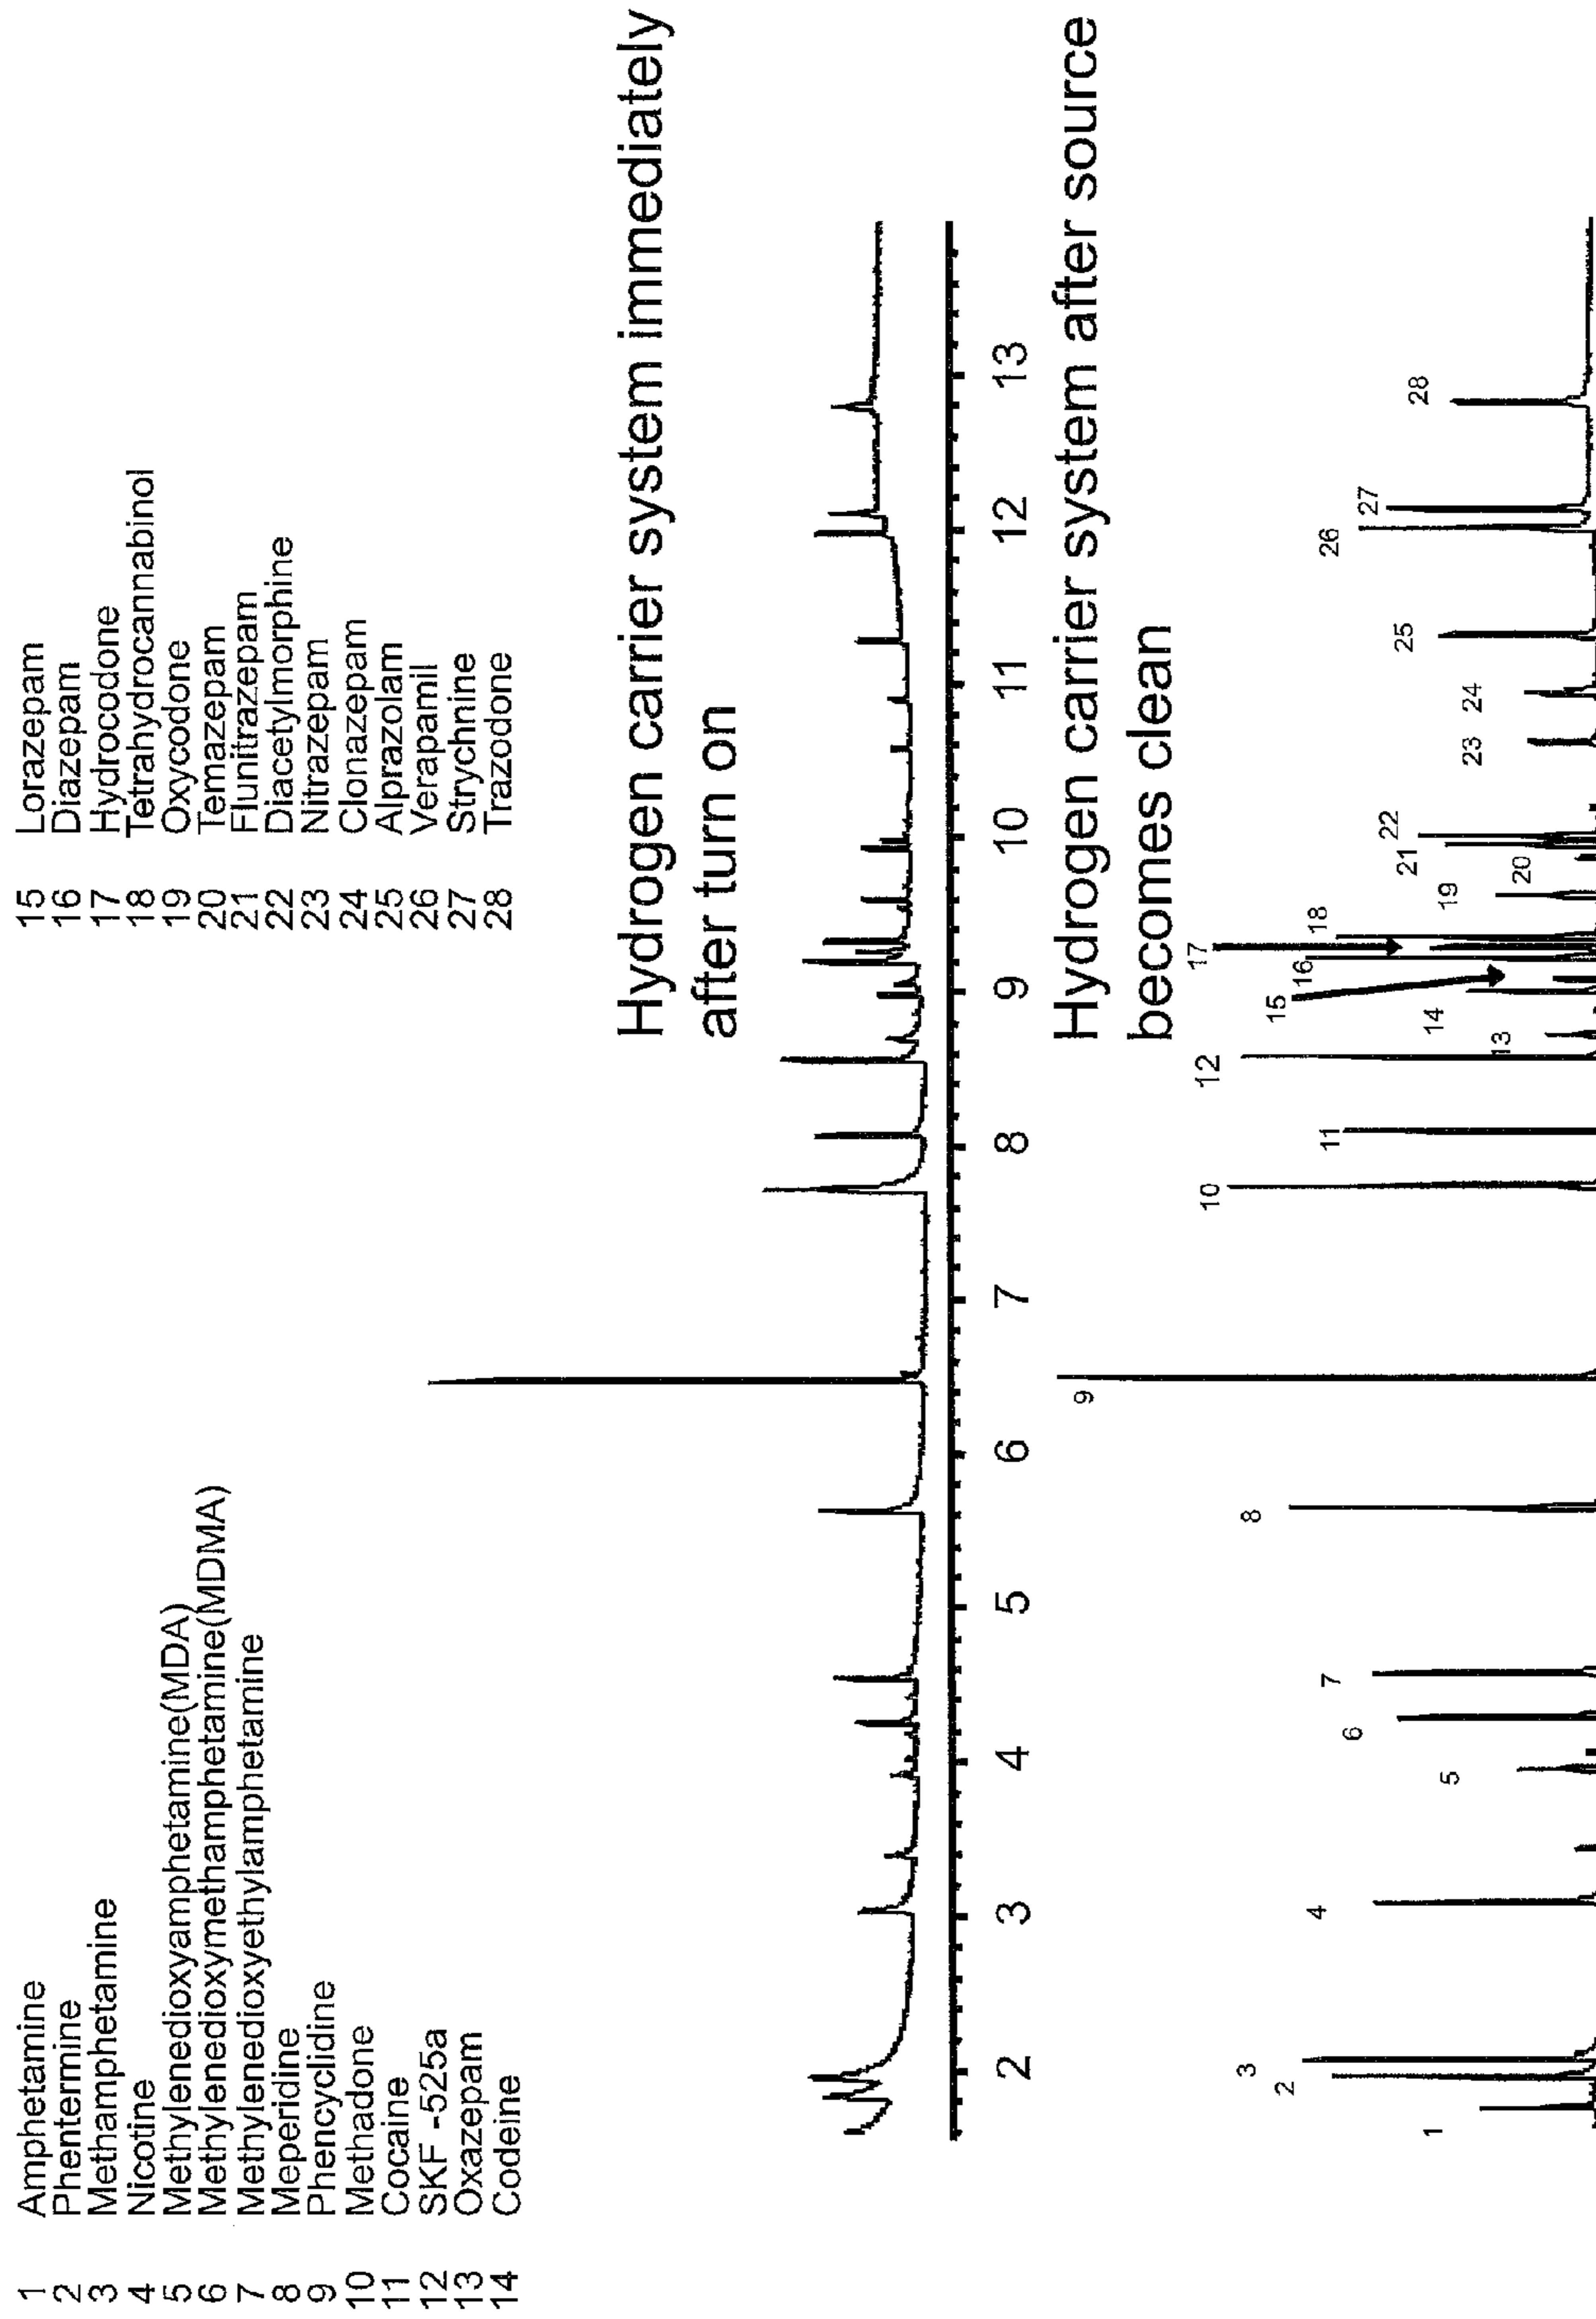 1 Amphetamine
2 Phentermine
3 Methamphetamine
4 Nicotine
5 Methylenedioxyamphetamine(MDA)
6 Methylenedioxymethamphetamine(MDMA)
7 Methylenedioxyethylamphetamine
8 Meperidine
9 Phencyclidine
10 Methadone
11 Cocaine
12 SKF -525a
13 Oxazepam
14 Codeine
15 Lorazepam
16 Diazepam
17 Hydrocodone
18 Tetrahydrocannabinol
19 Oxycodone
20 Temazepam
21 Flunitrazepam
22 Diacetylmorphine
23 Nitrazepam
24 Clonazepam
25 Alprazolam
26 Verapamil
27 Strychnine
28 Trazodone
Hydrogen carrier system immediately
after turn on
2 3 4 5 6 7 8 9 10 11 12 13
Hydrogen carrier system after source
becomes clean
1 2 3 4 5 6 7 8 9 10 11 12 13 14 15 16 17 18 19 20 21 22 23 24 25 26 27 28